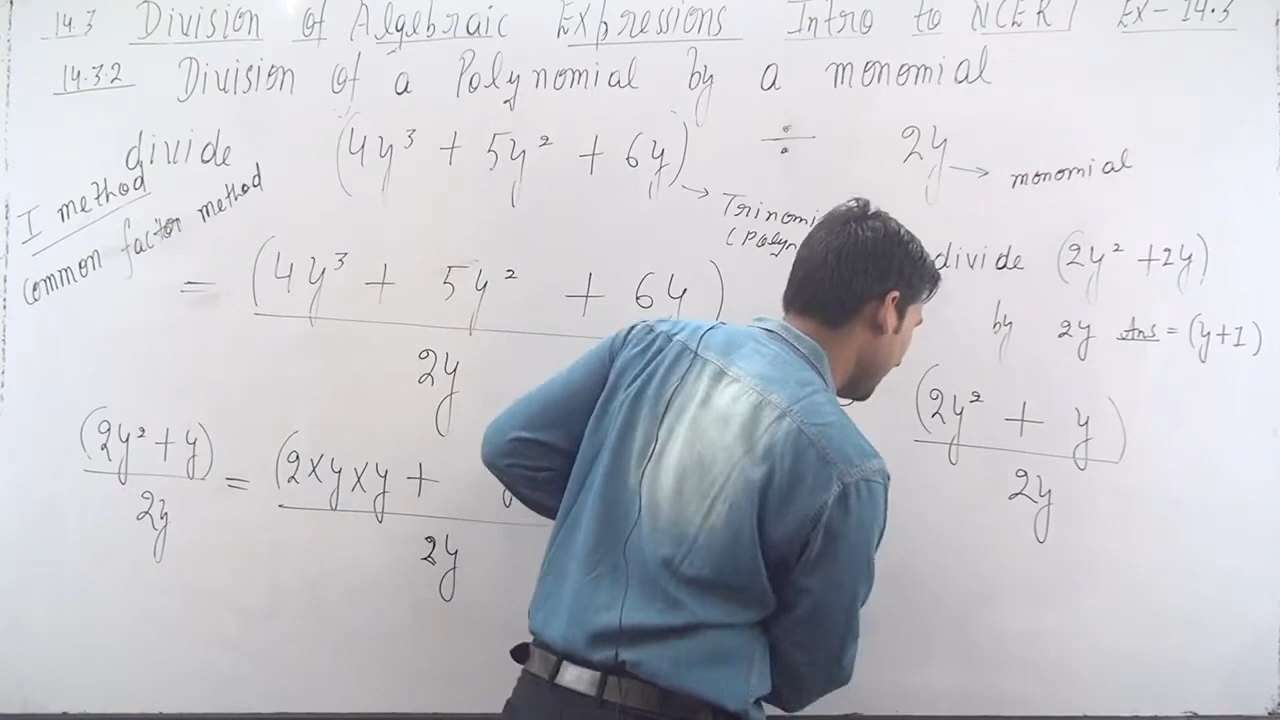 14.3 Division of Algebraic Expressions Intro to NCERT Ex-14.3
14.3.2 Division of a Polynomial by a monomial
divide (4y³ + 5y² + 6y) ÷ 2y → monomial
I method
common factor method
→ Trinomi
(Polyn
= (4y³ + 5y² + 6y)
2y
divide (2y² + 2y)
by 2y Ans = (y+1)
(2y² + y)
2y
= (2×y×y +
2y
(2y² + y)
2y